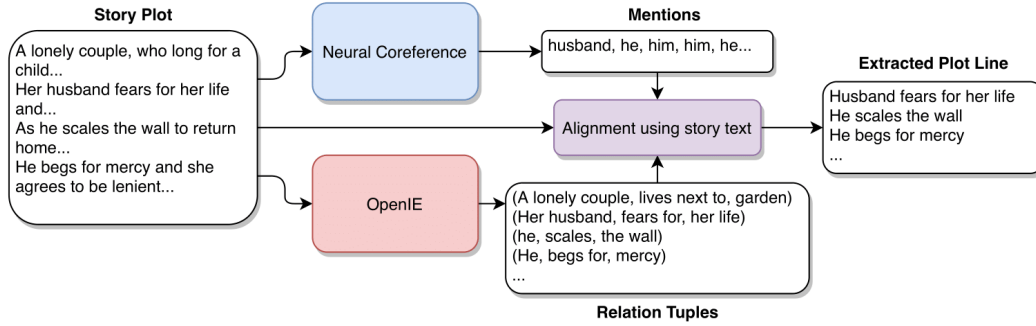 Story Plot
A lonely couple, who long for a
child...
Her husband fears for her life
and...
As he scales the wall to return
home...
He begs for mercy and she
agrees to be lenient...
Neural Coreference
OpenIE
Mentions
husband, he, him, him, he...
Alignment using story text
(A lonely couple, lives next to, garden)
(Her husband, fears for, her life)
(he, scales, the wall)
(He, begs for, mercy)
...
Relation Tuples
Extracted Plot Line
Husband fears for her life
He scales the wall
He begs for mercy
...